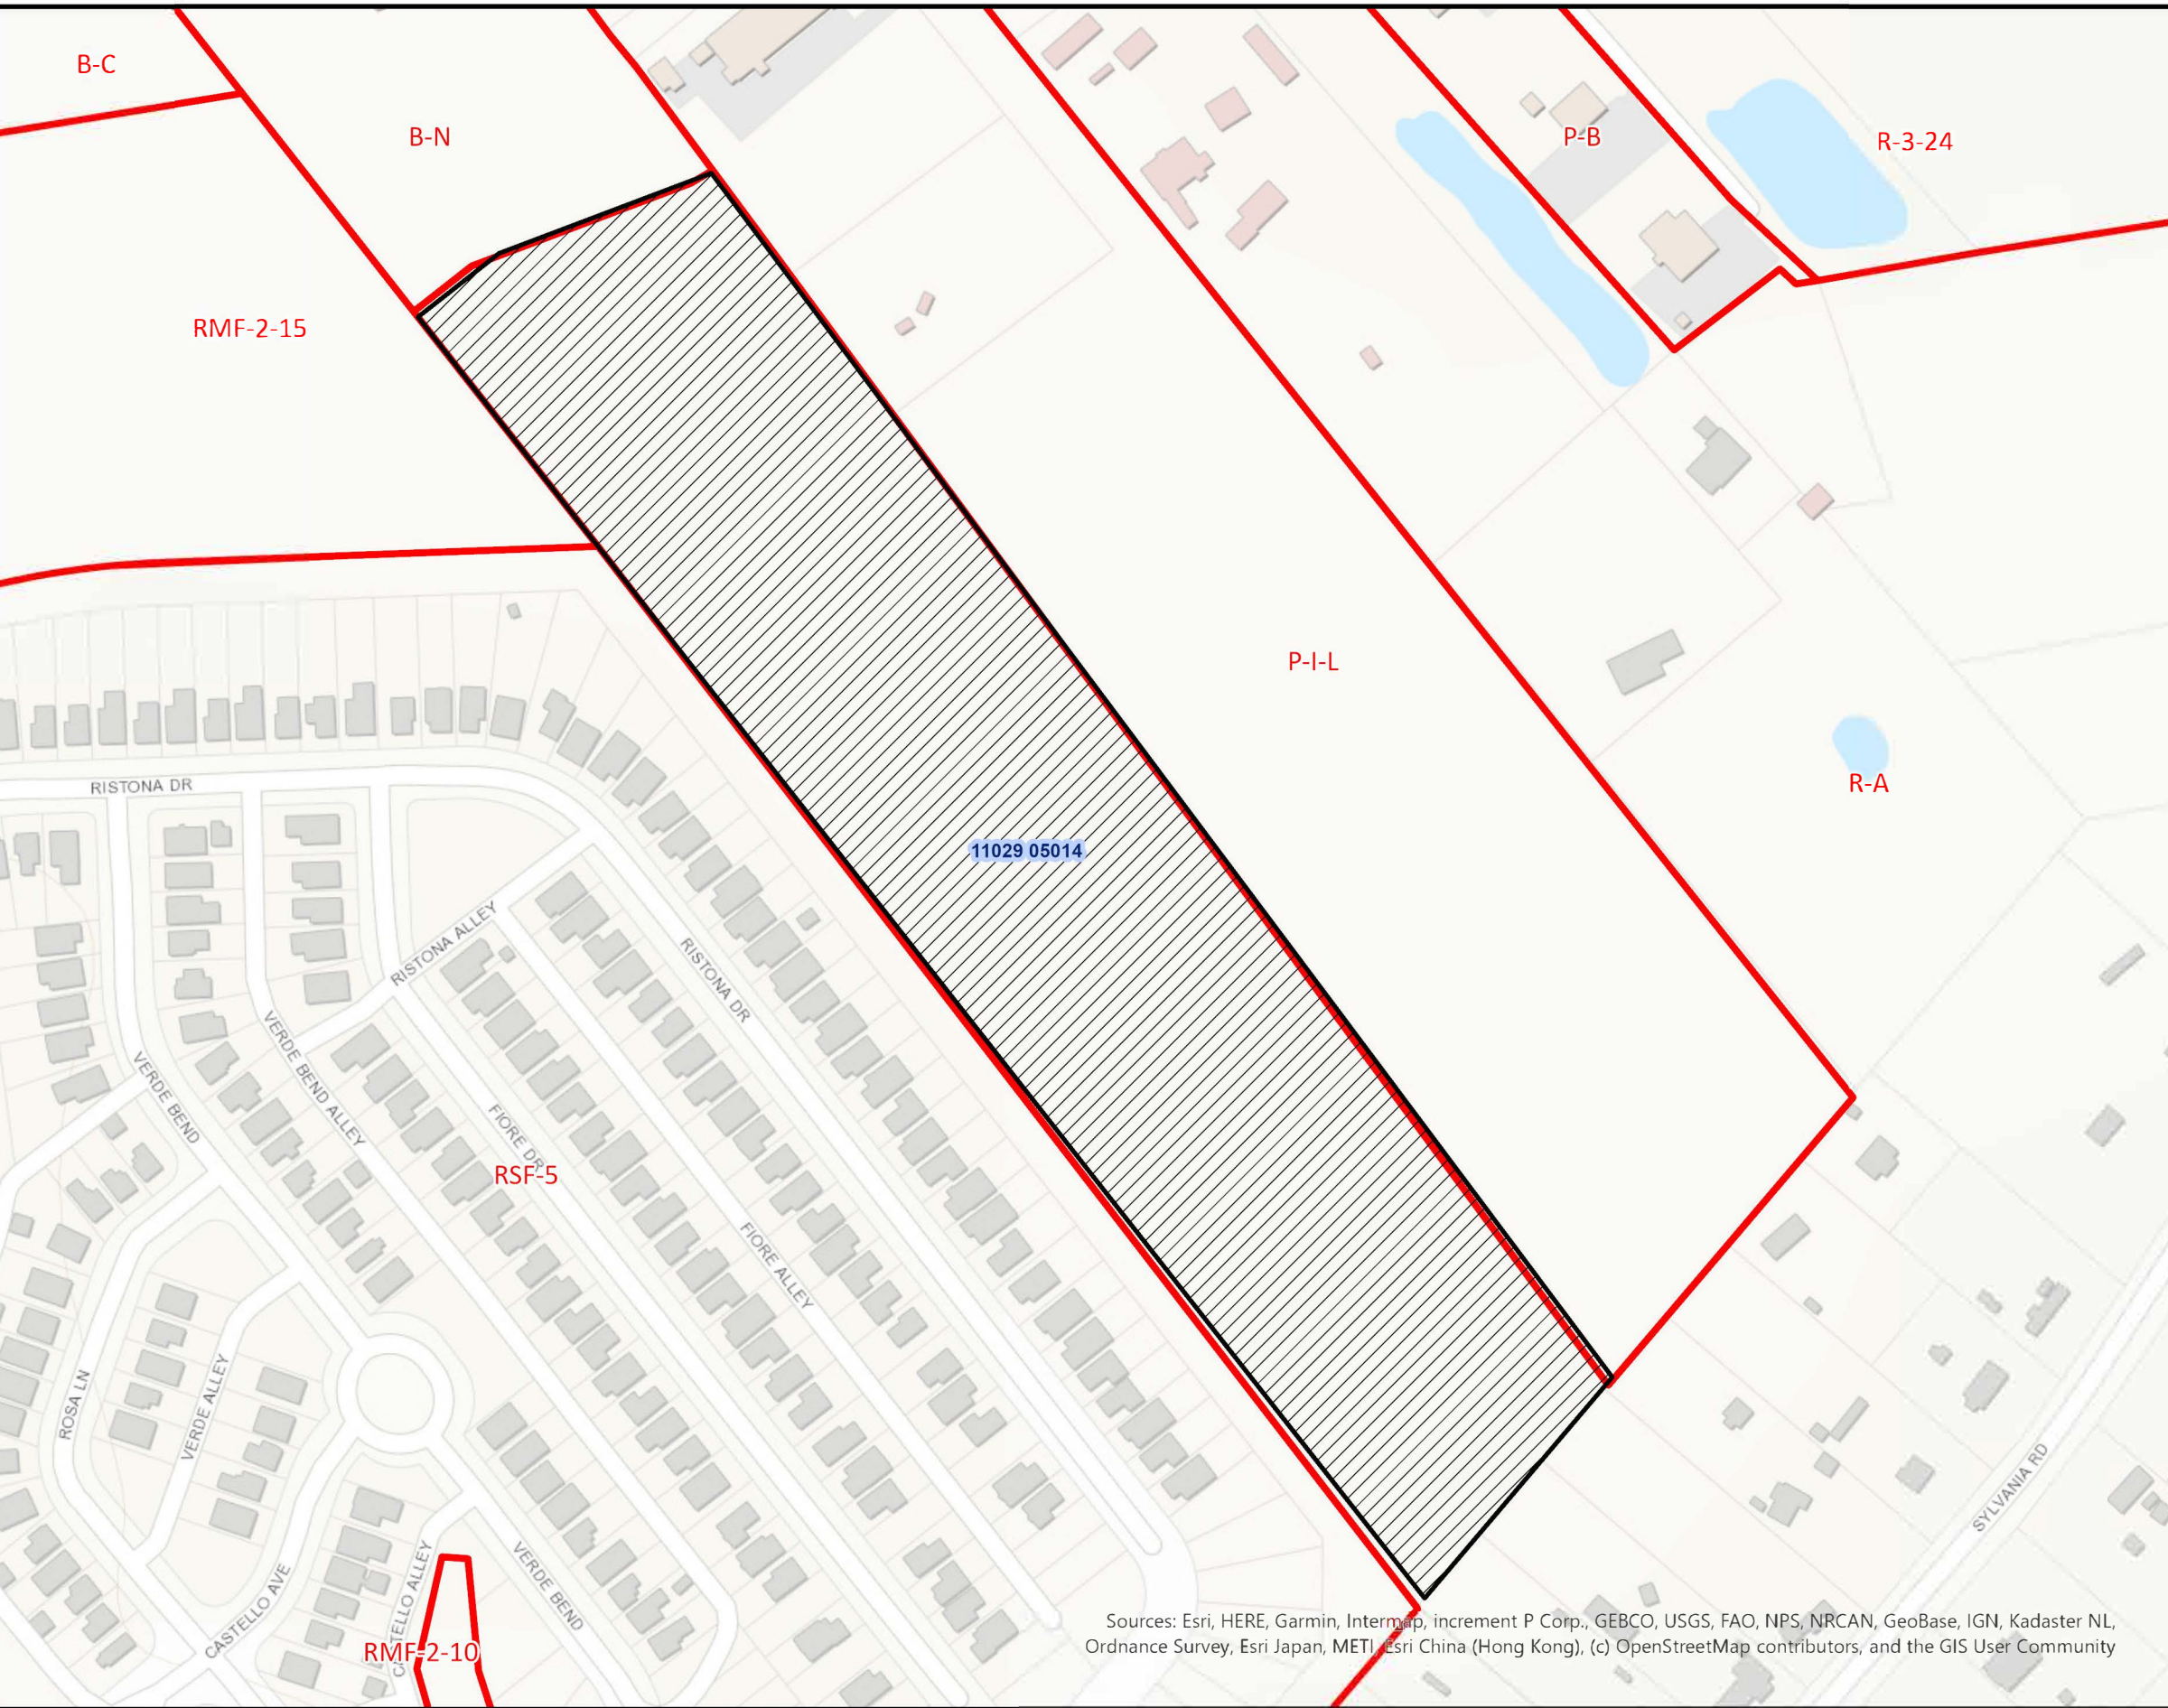 B-C
B-N
P-B
R-3-24
RMF-2-15
P-I-L
R-A
RISTONA DR
11029 05014
RISTONA ALLEY
RISTONA DR
VERDE BEND ALLEY
VERDE BEND
FIORE DR
RSF-5
FIORE ALLEY
VERDE ALLEY
ROSA LN
SYLVANIA RD
CASTELLO AVE
CASTELLO ALLEY
VERDE BEND
RMF-2-10
Sources: Esri, HERE, Garmin, Intermap, increment P Corp., GEBCO, USGS, FAO, NPS, NRCAN, GeoBase, IGN, Kadaster NL,
Ordnance Survey, Esri Japan, METI, Esri China (Hong Kong), (c) OpenStreetMap contributors, and the GIS User Community